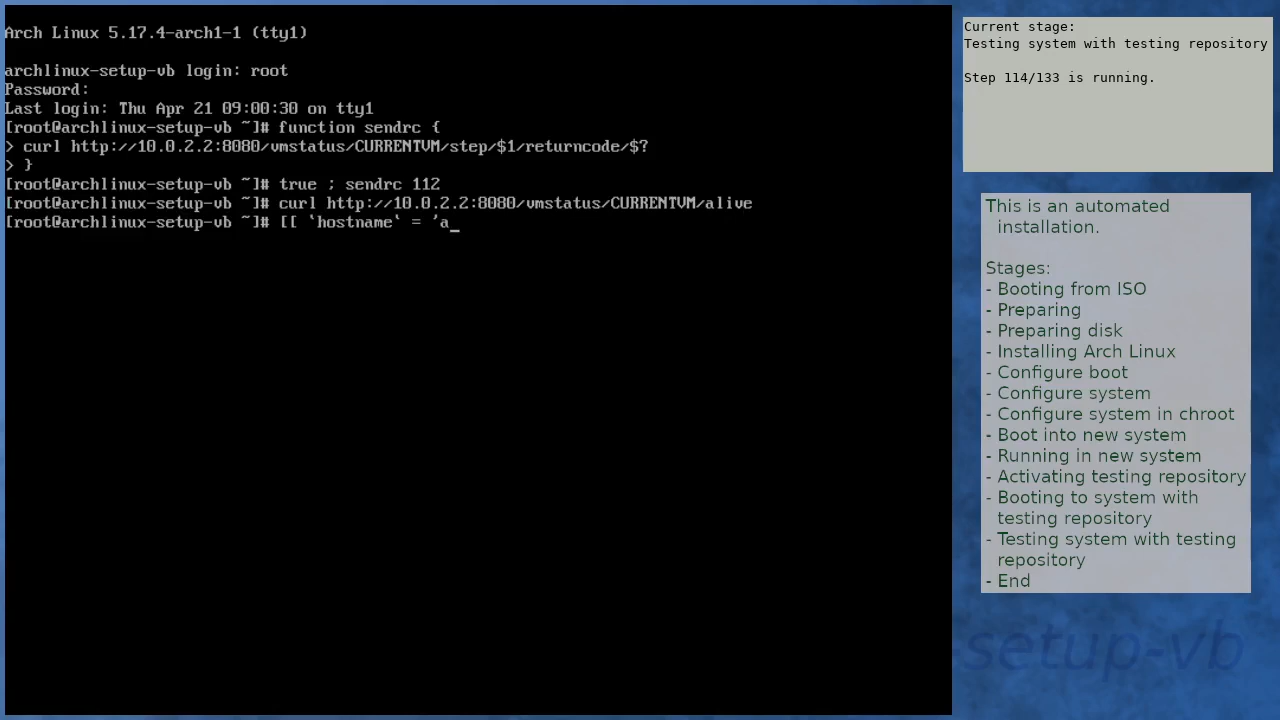 Arch Linux 5.17.4-arch1-1 (tty1)
archlinux-setup-vb login: root
Password:
Last login: Thu Apr 21 09:00:30 on tty1
[root@archlinux-setup-vb ~]# function sendrc {
> curl http://10.0.2.2:8080/vmstatus/CURRENTVM/step/$1/returncode/$?
> }
[root@archlinux-setup-vb ~]# true ; sendrc 112
[root@archlinux-setup-vb ~]# curl http://10.0.2.2:8080/vmstatus/CURRENTVM/alive
[root@archlinux-setup-vb ~]# [[ `hostname` = 'a_
Current stage:
Testing system with testing repository
Step 114/133 is running.
This is an automated
installation.
Stages:
- Booting from ISO
- Preparing
- Preparing disk
- Installing Arch Linux
- Configure boot
- Configure system
- Configure system in chroot
- Boot into new system
- Running in new system
- Activating testing repository
- Booting to system with
testing repository
- Testing system with testing
repository
- End
-setup-vb